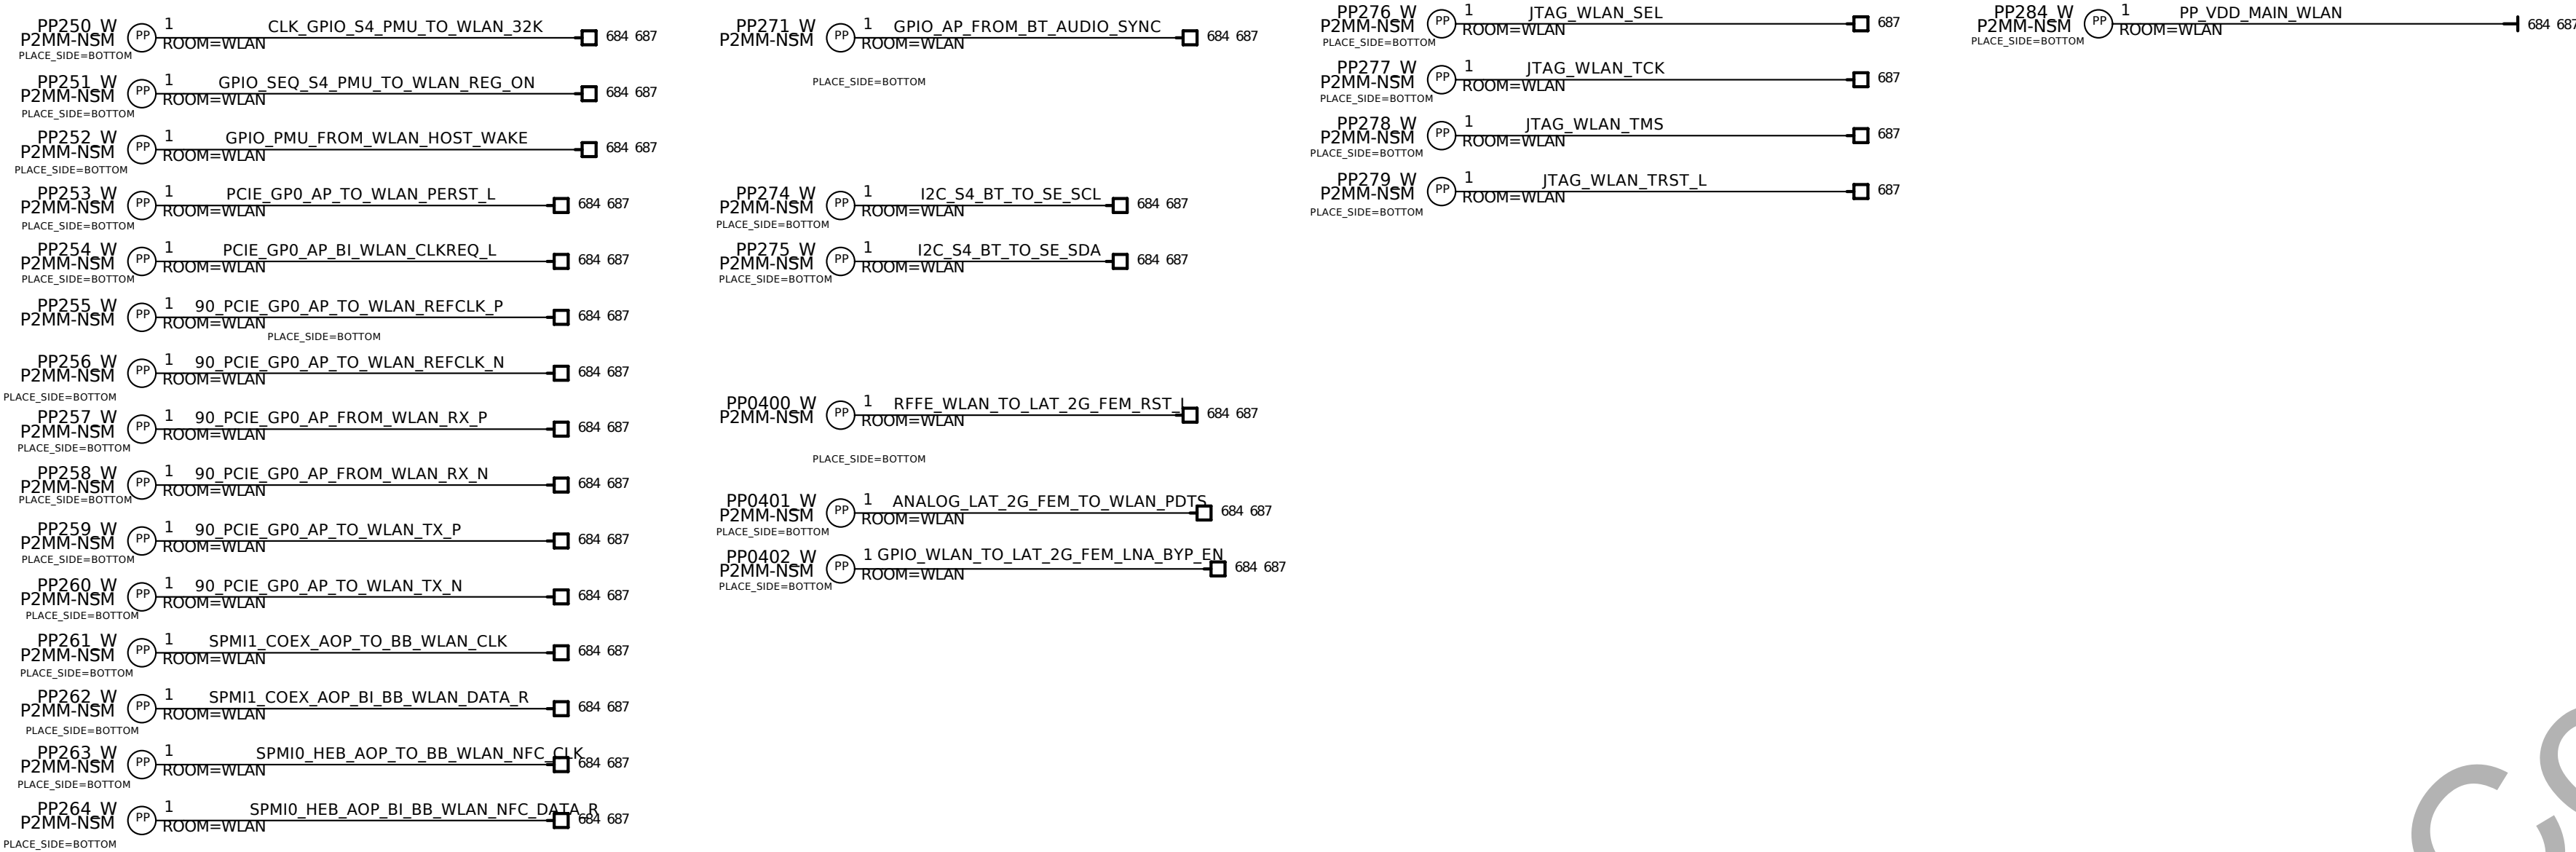 PP250_W
P2MM-NSM
PP
1
CLK_GPIO_S4_PMU_TO_WLAN_32K
ROOM=WLAN
684 687
PLACE_SIDE=BOTTOM
PP251_W
P2MM-NSM
PP
1
GPIO_SEQ_S4_PMU_TO_WLAN_REG_ON
ROOM=WLAN
684 687
PLACE_SIDE=BOTTOM
PP252_W
P2MM-NSM
PP
1
GPIO_PMU_FROM_WLAN_HOST_WAKE
ROOM=WLAN
684 687
PLACE_SIDE=BOTTOM
PP253_W
P2MM-NSM
PP
1
PCIE_GP0_AP_TO_WLAN_PERST_L
ROOM=WLAN
684 687
PLACE_SIDE=BOTTOM
PP254_W
P2MM-NSM
PP
1
PCIE_GP0_AP_BI_WLAN_CLKREQ_L
ROOM=WLAN
684 687
PLACE_SIDE=BOTTOM
PP255_W
P2MM-NSM
PP
1
90_PCIE_GP0_AP_TO_WLAN_REFCLK_P
ROOM=WLAN
684 687
PLACE_SIDE=BOTTOM
PP256_W
P2MM-NSM
PP
1
90_PCIE_GP0_AP_TO_WLAN_REFCLK_N
ROOM=WLAN
684 687
PLACE_SIDE=BOTTOM
PP257_W
P2MM-NSM
PP
1
90_PCIE_GP0_AP_FROM_WLAN_RX_P
ROOM=WLAN
684 687
PLACE_SIDE=BOTTOM
PP258_W
P2MM-NSM
PP
1
90_PCIE_GP0_AP_FROM_WLAN_RX_N
ROOM=WLAN
684 687
PLACE_SIDE=BOTTOM
PP259_W
P2MM-NSM
PP
1
90_PCIE_GP0_AP_TO_WLAN_TX_P
ROOM=WLAN
684 687
PLACE_SIDE=BOTTOM
PP260_W
P2MM-NSM
PP
1
90_PCIE_GP0_AP_TO_WLAN_TX_N
ROOM=WLAN
684 687
PLACE_SIDE=BOTTOM
PP261_W
P2MM-NSM
PP
1
SPMI1_COEX_AOP_TO_BB_WLAN_CLK
ROOM=WLAN
684 687
PLACE_SIDE=BOTTOM
PP262_W
P2MM-NSM
PP
1
SPMI1_COEX_AOP_BI_BB_WLAN_DATA_R
ROOM=WLAN
684 687
PLACE_SIDE=BOTTOM
PP263_W
P2MM-NSM
PP
1
SPMI0_HEB_AOP_TO_BB_WLAN_NFC_CLK
ROOM=WLAN
684 687
PLACE_SIDE=BOTTOM
PP264_W
P2MM-NSM
PP
1
SPMI0_HEB_AOP_BI_BB_WLAN_NFC_DATA_R
ROOM=WLAN
684 687
PLACE_SIDE=BOTTOM
PP271_W
P2MM-NSM
PP
1
GPIO_AP_FROM_BT_AUDIO_SYNC
ROOM=WLAN
684 687
PLACE_SIDE=BOTTOM
PP274_W
P2MM-NSM
PP
1
I2C_S4_BT_TO_SE_SCL
ROOM=WLAN
684 687
PLACE_SIDE=BOTTOM
PP275_W
P2MM-NSM
PP
1
I2C_S4_BT_TO_SE_SDA
ROOM=WLAN
684 687
PLACE_SIDE=BOTTOM
PP0400_W
P2MM-NSM
PP
1
RFFE_WLAN_TO_LAT_2G_FEM_RST_L
ROOM=WLAN
684 687
PLACE_SIDE=BOTTOM
PP0401_W
P2MM-NSM
PP
1
ANALOG_LAT_2G_FEM_TO_WLAN_PDTS
ROOM=WLAN
684 687
PLACE_SIDE=BOTTOM
PP0402_W
P2MM-NSM
PP
1
GPIO_WLAN_TO_LAT_2G_FEM_LNA_BYP_EN
ROOM=WLAN
684 687
PLACE_SIDE=BOTTOM
PP276_W
P2MM-NSM
PP
1
JTAG_WLAN_SEL
ROOM=WLAN
687
PLACE_SIDE=BOTTOM
PP277_W
P2MM-NSM
PP
1
JTAG_WLAN_TCK
ROOM=WLAN
687
PLACE_SIDE=BOTTOM
PP278_W
P2MM-NSM
PP
1
JTAG_WLAN_TMS
ROOM=WLAN
687
PLACE_SIDE=BOTTOM
PP279_W
P2MM-NSM
PP
1
JTAG_WLAN_TRST_L
ROOM=WLAN
687
PLACE_SIDE=BOTTOM
PP284_W
P2MM-NSM
PP
1
PP_VDD_MAIN_WLAN
ROOM=WLAN
684 687
PLACE_SIDE=BOTTOM